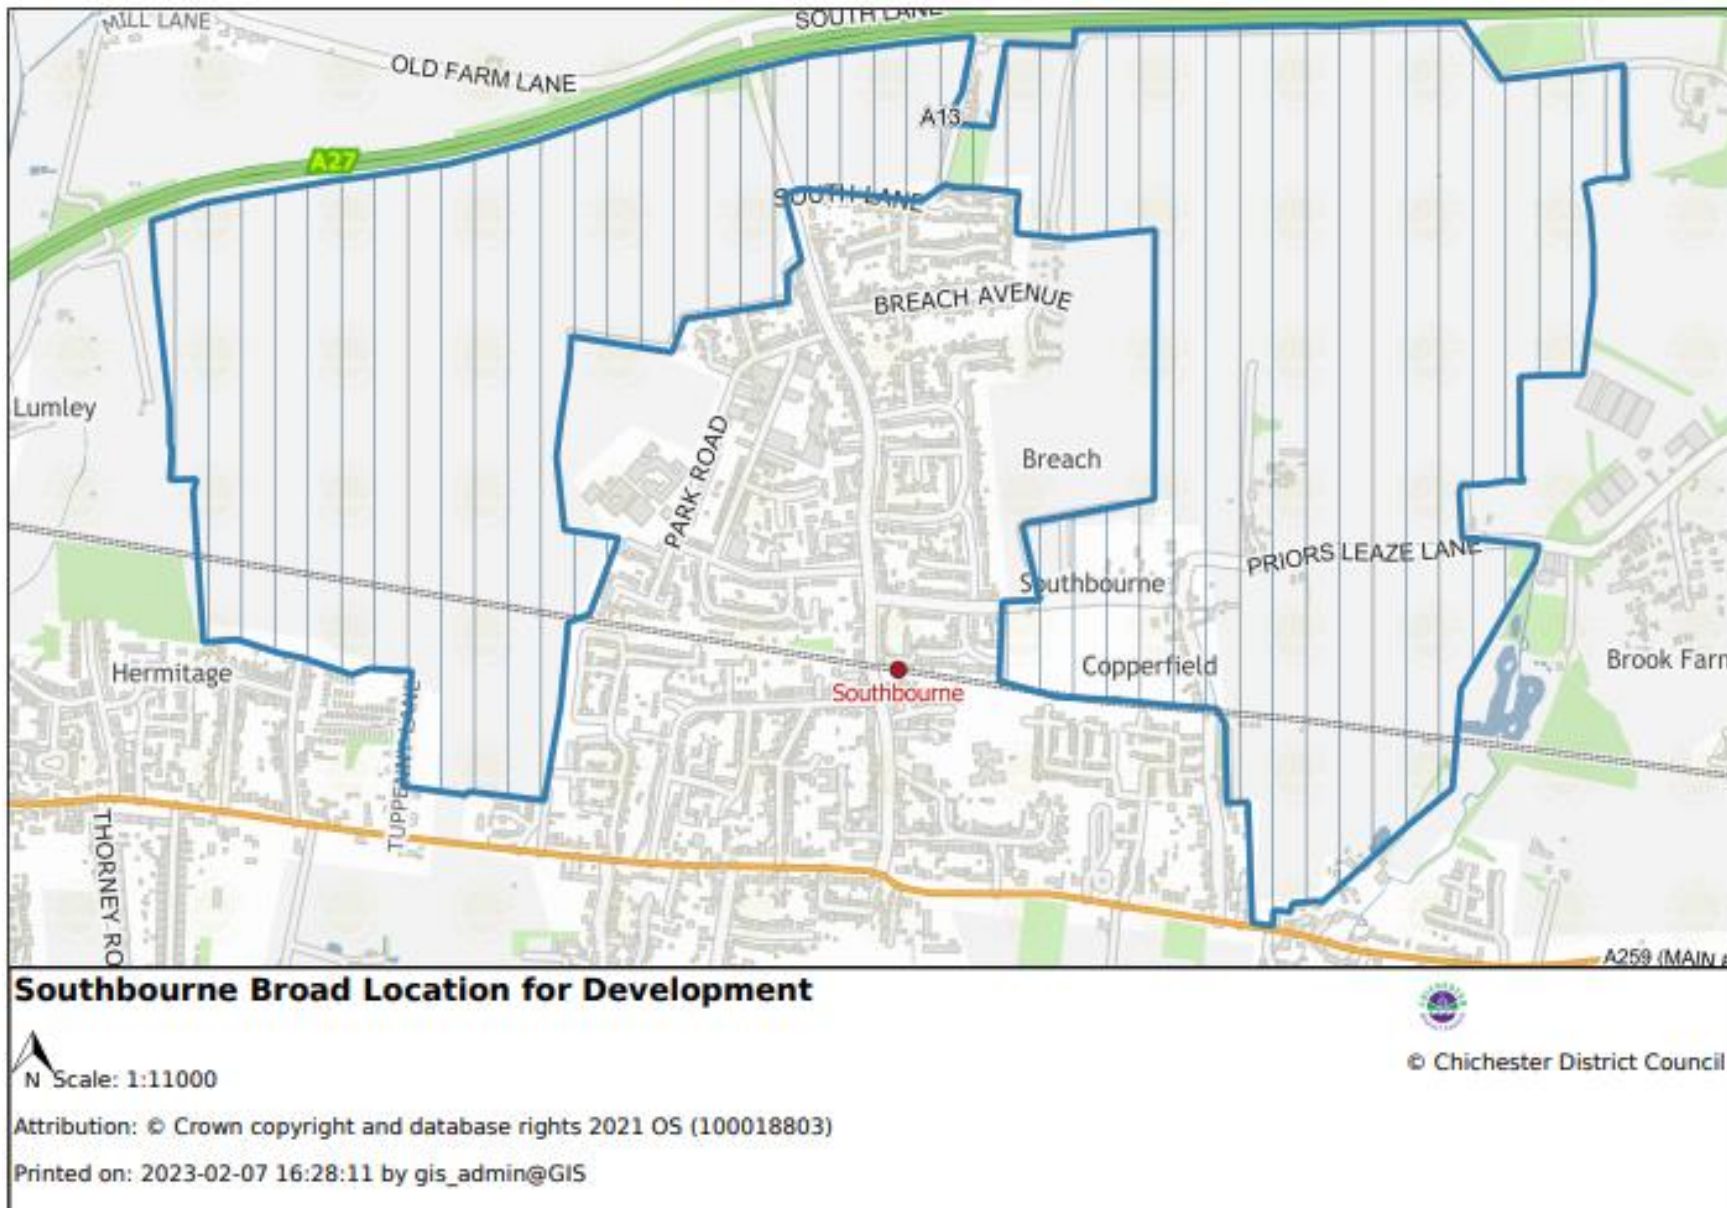 MILL LANE
SOUTH LANE
OLD FARM LANE
A27
A13
SOUTH LANE
BREACH AVENUE
Lumley
PARK ROAD
Breach
PRIORS LEAZE LANE
Southbourne
Hermitage
Copperfield
Brook Farm
Southbourne
TUPPENNY LANE
THORNEY RO
A259 (MAIN
Southbourne Broad Location for Development
© Chichester District Council
N Scale: 1:11000
Attribution: © Crown copyright and database rights 2021 OS (100018803)
Printed on: 2023-02-07 16:28:11 by gis_admin@GIS